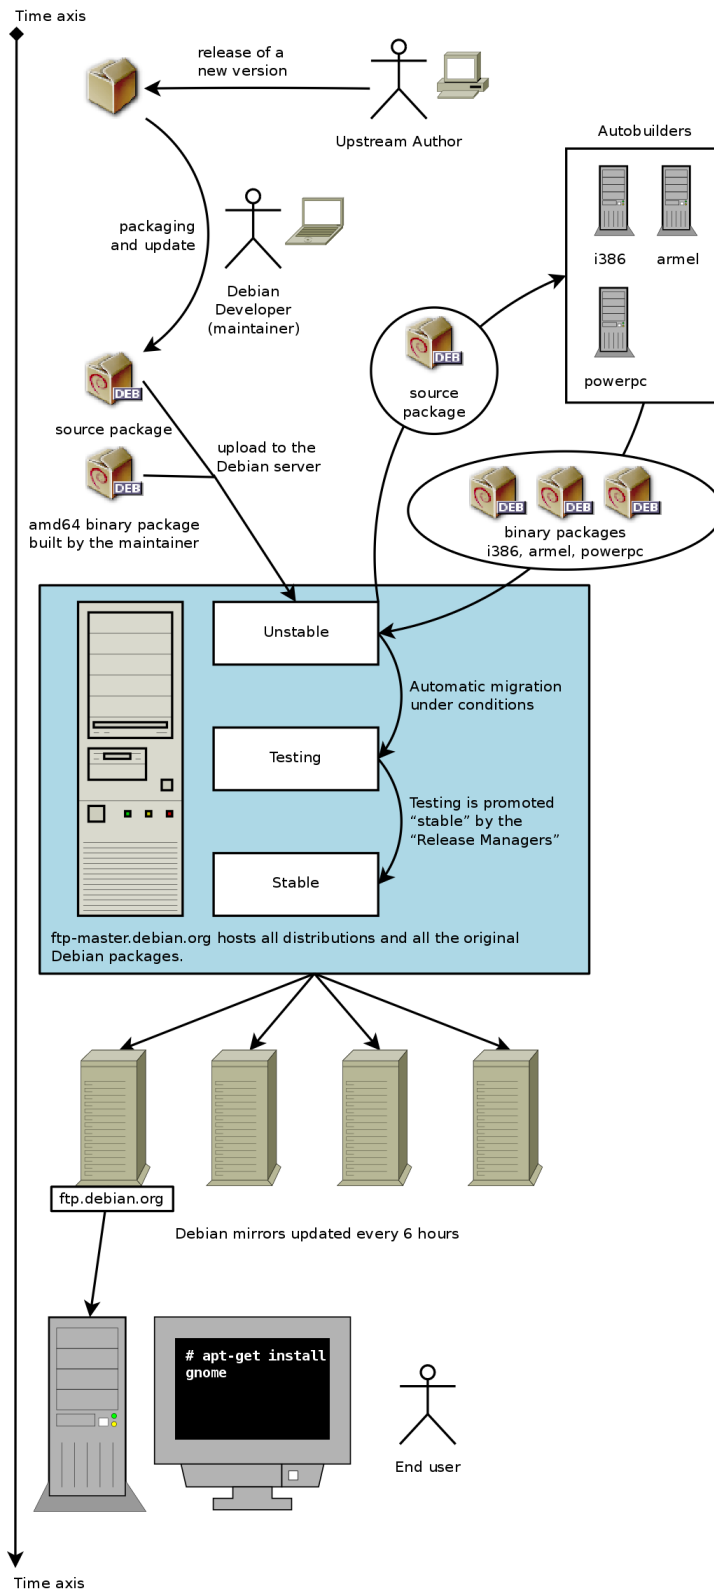 Time axis
release of a
new version
Upstream Author
Autobuilders
i386
armel
powerpc
packaging
and update
Debian
Developer
(maintainer)
DEB
source package
DEB
amd64 binary package
built by the maintainer
upload to the
Debian server
DEB
source
package
DEB
DEB
DEB
binary packages
i386, armel, powerpc
Unstable
Automatic migration
under conditions
Testing
Testing is promoted
“stable” by the
“Release Managers”
Stable
ftp-master.debian.org hosts all distributions and all the original
Debian packages.
ftp.debian.org
Debian mirrors updated every 6 hours
# apt-get install
gnome
End user
Time axis